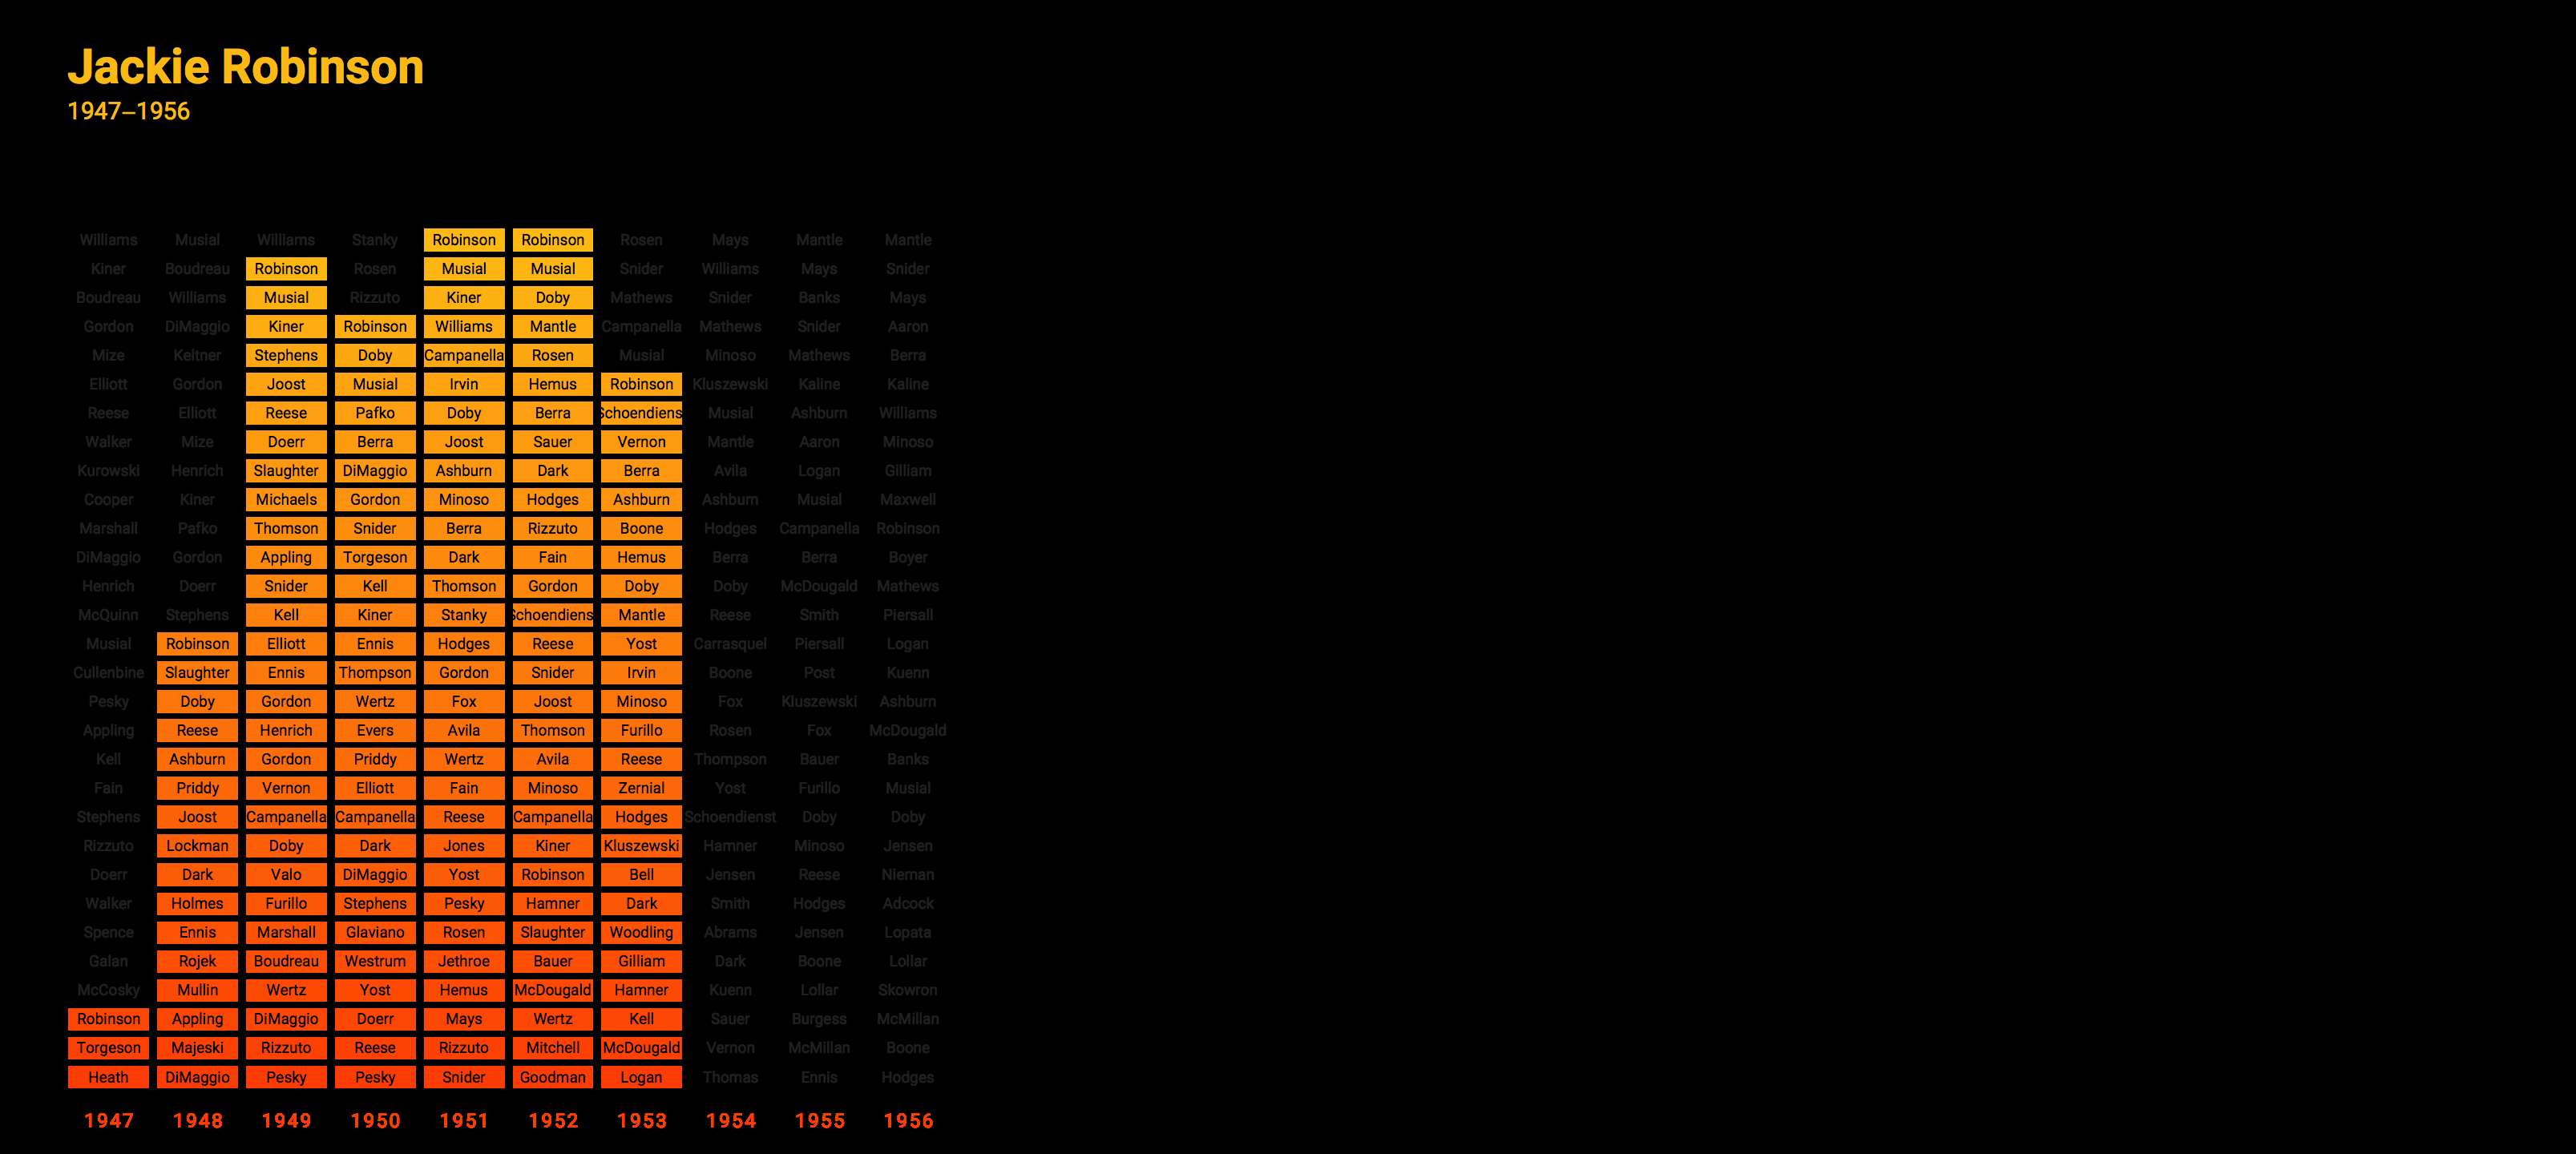 Jackie Robinson
1947–1956
Williams Musial Williams Stanky Robinson Robinson Rosen Mays Mantle Mantle
Kiner Boudreau Robinson Rosen Musial Musial Snider Williams Mays Snider
Boudreau Williams Musial Rizzuto Kiner Doby Mathews Snider Banks Mays
Gordon DiMaggio Kiner Robinson Williams Mantle Campanella Mathews Snider Aaron
Mize Keltner Stephens Doby Campanella Rosen Musial Minoso Mathews Berra
Elliott Gordon Joost Musial Irvin Hemus Robinson Kluszewski Kaline Kaline
Reese Elliott Reese Pafko Doby Berra Schoendiens Musial Ashburn Williams
Walker Mize Doerr Berra Joost Sauer Vernon Mantle Aaron Minoso
Kurowski Henrich Slaughter DiMaggio Ashburn Dark Berra Avila Logan Gilliam
Cooper Kiner Michaels Gordon Minoso Hodges Ashburn Ashburn Musial Maxwell
Marshall Pafko Thomson Snider Berra Rizzuto Boone Hodges Campanella Robinson
DiMaggio Gordon Appling Torgeson Dark Fain Hemus Berra Berra Boyer
Henrich Doerr Snider Kell Thomson Gordon Doby Doby McDougald Mathews
McQuinn Stephens Kell Kiner Stanky Schoendiens Mantle Reese Smith Piersall
Musial Robinson Elliott Ennis Hodges Reese Yost Carrasquel Piersall Logan
Cullenbine Slaughter Ennis Thompson Gordon Snider Irvin Boone Post Kuenn
Pesky Doby Gordon Wertz Fox Joost Minoso Fox Kluszewski Ashburn
Appling Reese Henrich Evers Avila Thomson Furillo Rosen Fox McDougald
Kell Ashburn Gordon Priddy Wertz Avila Reese Thompson Bauer Banks
Fain Priddy Vernon Elliott Fain Minoso Zernial Yost Furillo Musial
Stephens Joost Campanella Campanella Reese Campanella Hodges Schoendienst Doby Doby
Rizzuto Lockman Doby Dark Jones Kiner Kluszewski Hamner Minoso Jensen
Doerr Dark Valo DiMaggio Yost Robinson Bell Jensen Reese Nieman
Walker Holmes Furillo Stephens Pesky Hamner Dark Smith Hodges Adcock
Spence Ennis Marshall Glaviano Rosen Slaughter Woodling Abrams Jensen Lopata
Galan Rojek Boudreau Westrum Jethroe Bauer Gilliam Dark Boone Lollar
McCosky Mullin Wertz Yost Hemus McDougald Hamner Kuenn Lollar Skowron
Robinson Appling DiMaggio Doerr Mays Wertz Kell Sauer Burgess McMillan
Torgeson Majeski Rizzuto Reese Rizzuto Mitchell McDougald Vernon McMillan Boone
Heath DiMaggio Pesky Pesky Snider Goodman Logan Thomas Ennis Hodges
1947 1948 1949 1950 1951 1952 1953 1954 1955 1956